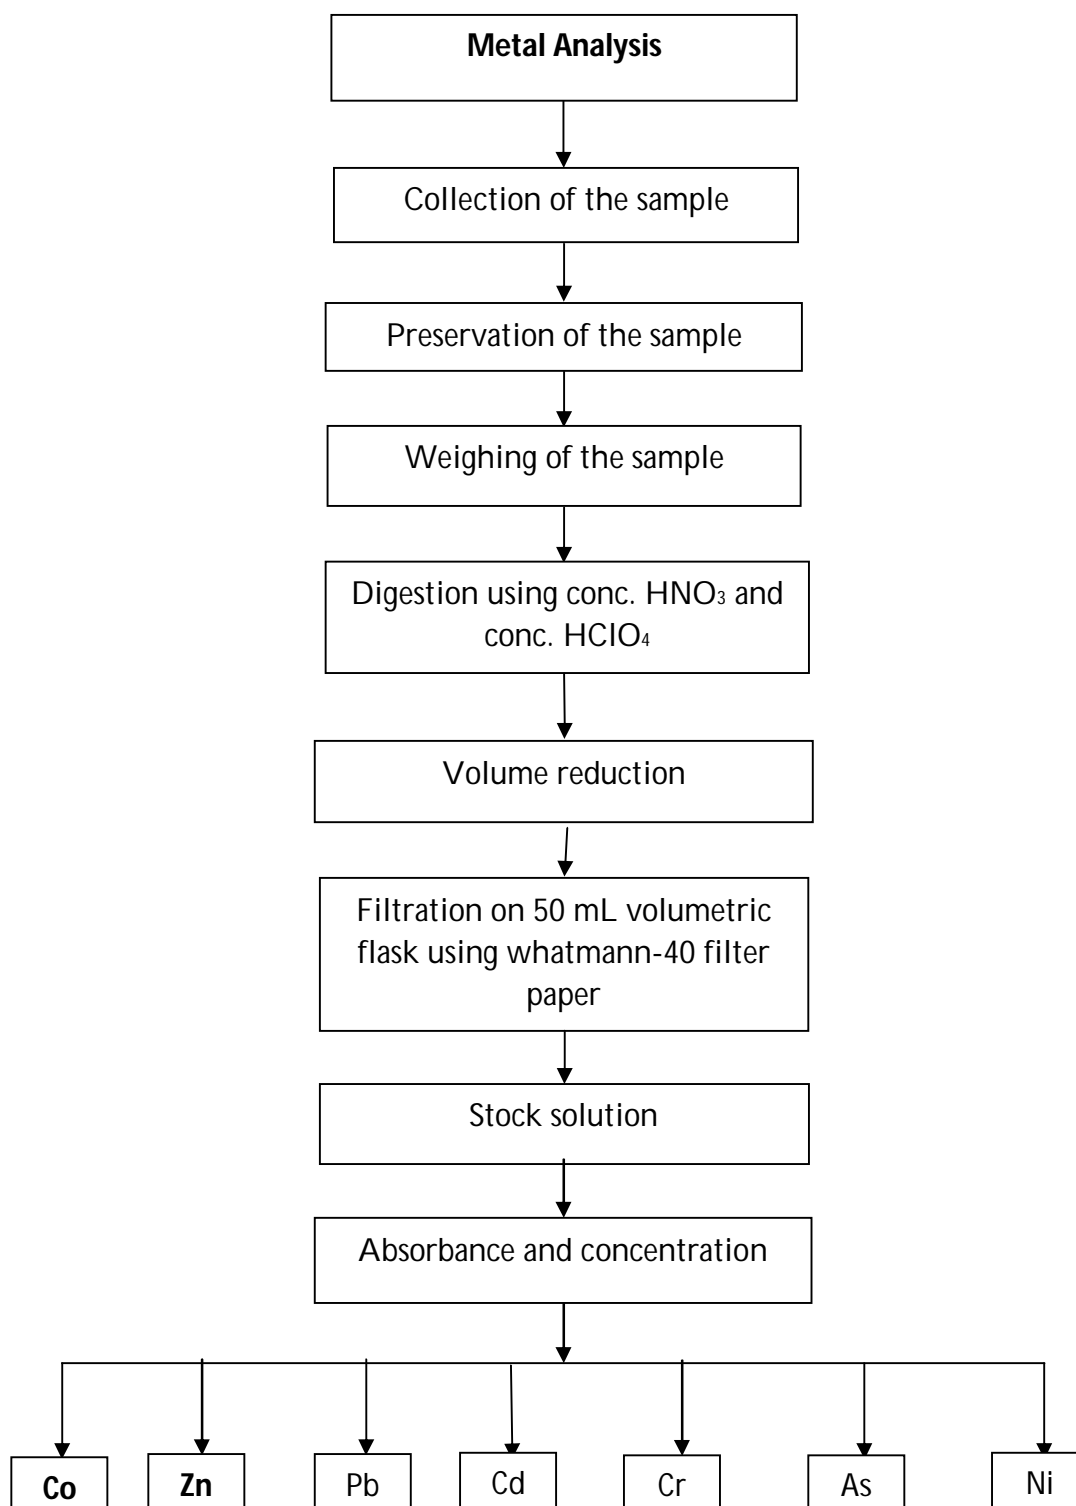 Metal Analysis
Collection of the sample
Preservation of the sample
Weighing of the sample
Digestion using conc. HNO₃ and
conc. HClO₄
Volume reduction
Filtration on 50 mL volumetric
flask using whatmann-40 filter
paper
Stock solution
Absorbance and concentration
Co Zn Pb Cd Cr As Ni